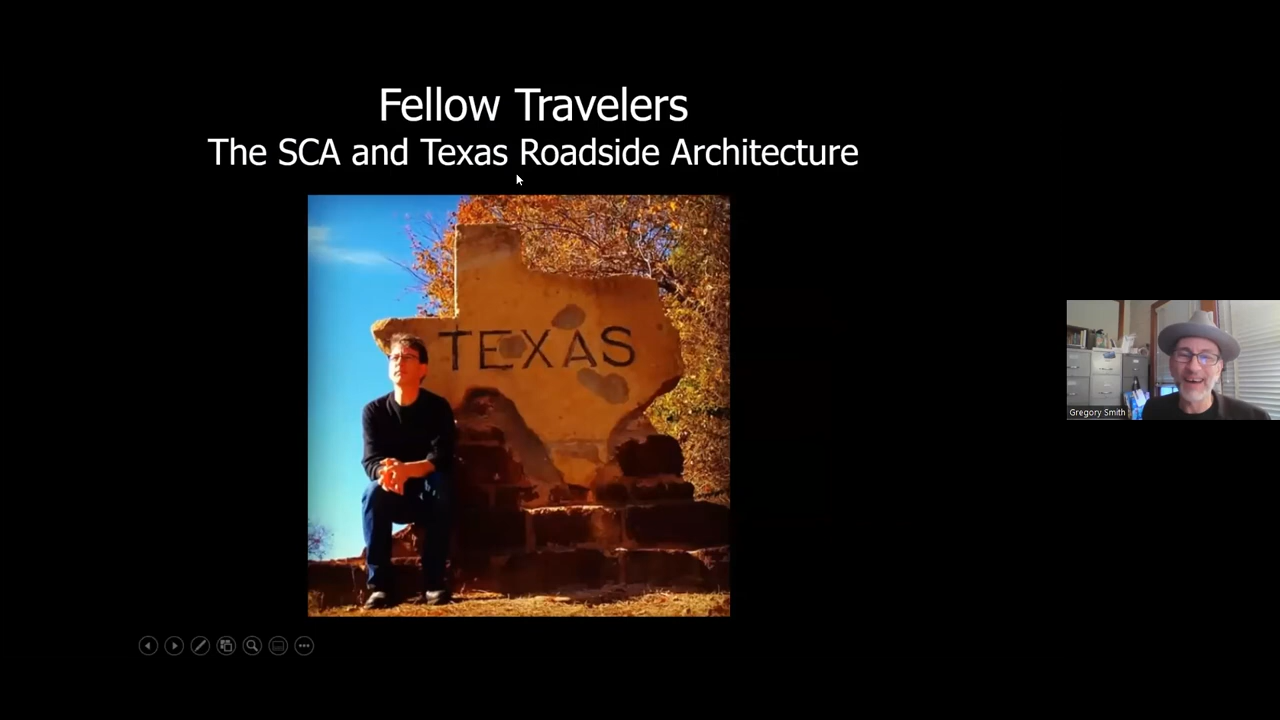 Fellow Travelers
The SCA and Texas Roadside Architecture
TEXAS
Gregory Smith